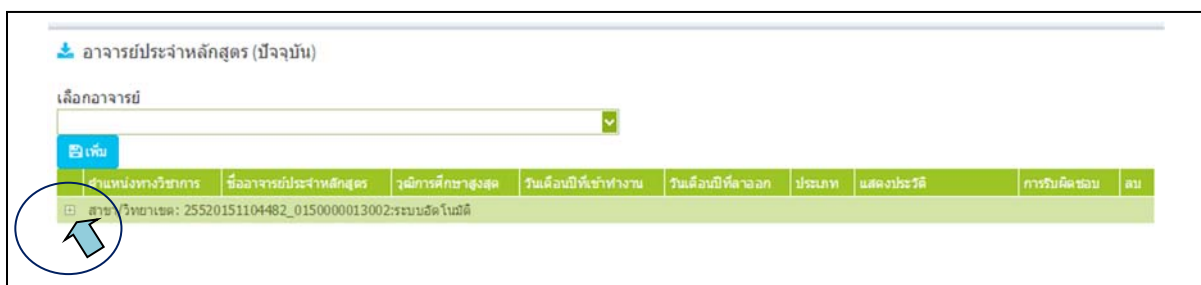 อาจารย์ประจำหลักสูตร (ปัจจุบัน)
เลือกอาจารย์
เพิ่ม
ตำแหน่งทางวิชาการ ชื่ออาจารย์ประจำหลักสูตร วุฒิการศึกษาสูงสุด วันเดือนปีที่เข้าทำงาน วันเดือนปีที่ลาออก ประเภท แสดงประวัติ การรับผิดชอบ ลบ
สาขา/วิทยาเขต: 25520151104482_0150000013002:ระบบอัตโนมัติ